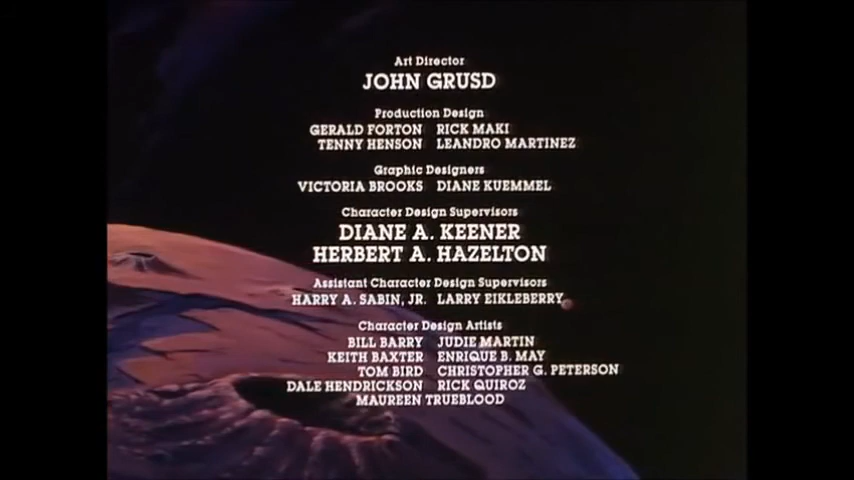 Art Director
JOHN GRUSD
Production Design
GERALD FORTON RICK MAKI
TENNY HENSON LEANDRO MARTINEZ
Graphic Designers
VICTORIA BROOKS DIANE KUEMMEL
Character Design Supervisors
DIANE A. KEENER
HERBERT A. HAZELTON
Assistant Character Design Supervisors
HARRY A. SABIN, JR. LARRY EIKLEBERRY
Character Design Artists
BILL BARRY JUDIE MARTIN
KEITH BAXTER ENRIQUE B. MAY
TOM BIRD CHRISTOPHER G. PETERSON
DALE HENDRICKSON RICK QUIROZ
MAUREEN TRUEBLOOD